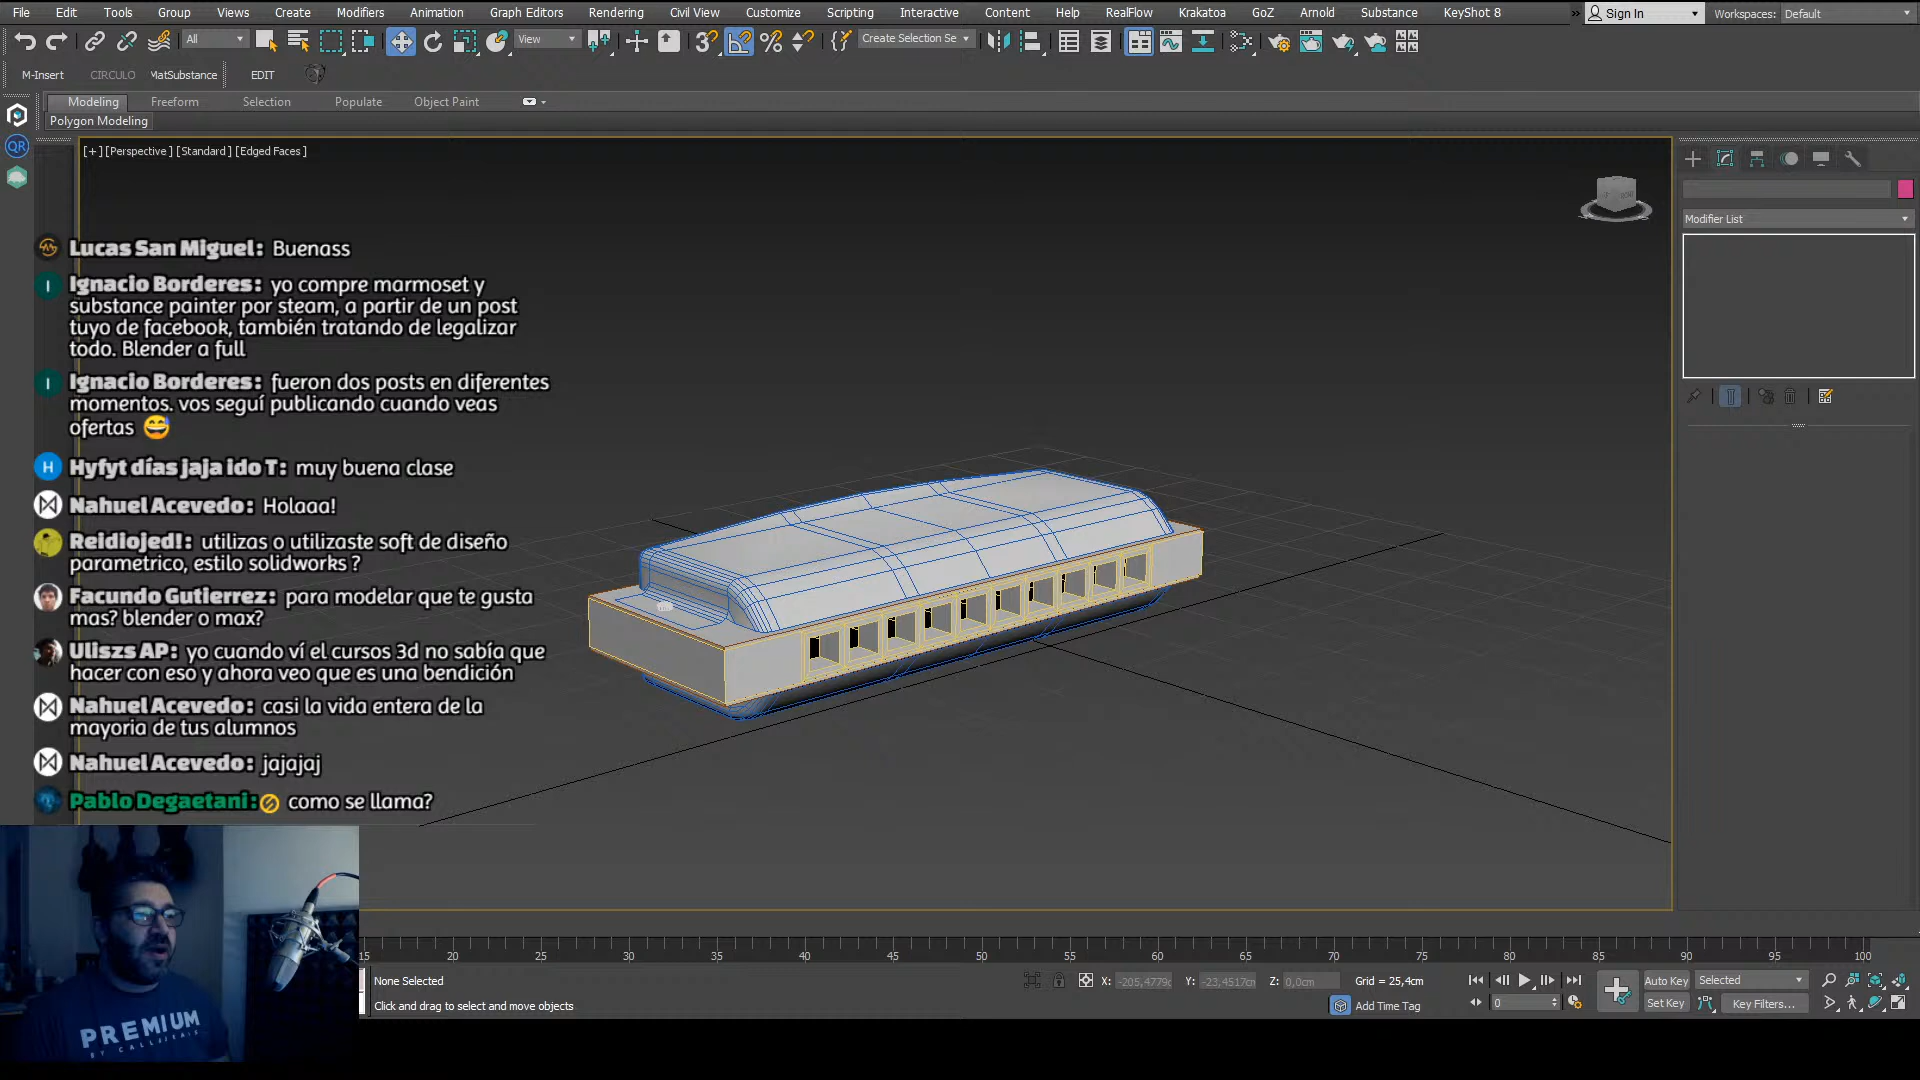 File Edit Tools Group Views Create Modifiers Animation Graph Editors Rendering Civil View Customize Scripting Interactive Content Help RealFlow Krakatoa GoZ Arnold Substance KeyShot 8 » Sign In Workspaces: Default
All View Create Selection Se
M-Insert CIRCULO MatSubstance EDIT
Modeling Freeform Selection Populate Object Paint
Polygon Modeling
QR
[+] [Perspective ] [Standard ] [Edged Faces ]
Modifier List
Lucas San Miguel: Buenass
Ignacio Borderes: yo compre marmoset y
substance painter por steam, a partir de un post
tuyo de facebook, también tratando de legalizar
todo. Blender a full
Ignacio Borderes: fueron dos posts en diferentes
momentos. vos seguí publicando cuando veas
ofertas 😅
H Hyfyt días jaja ido T: muy buena clase
Nahuel Acevedo: Holaaa!
Reidiojed!: utilizas o utilizaste soft de diseño
parametrico, estilo solidworks ?
Facundo Gutierrez: para modelar que te gusta
mas? blender o max?
Uliszs AP: yo cuando ví el cursos 3d no sabía que
hacer con eso y ahora veo que es una bendición
Nahuel Acevedo: casi la vida entera de la
mayoria de tus alumnos
Nahuel Acevedo: jajajaj
Pablo Degaetani: como se llama?
PREMIUM
15 20 25 30 35 40 45 50 55 60 65 70 75 80 85 90 95 100
None Selected X: -205,4779c Y: -23,4517cn Z: 0,0cm Grid = 25,4cm Auto Key Selected
Click and drag to select and move objects Add Time Tag 0 Set Key Key Filters...